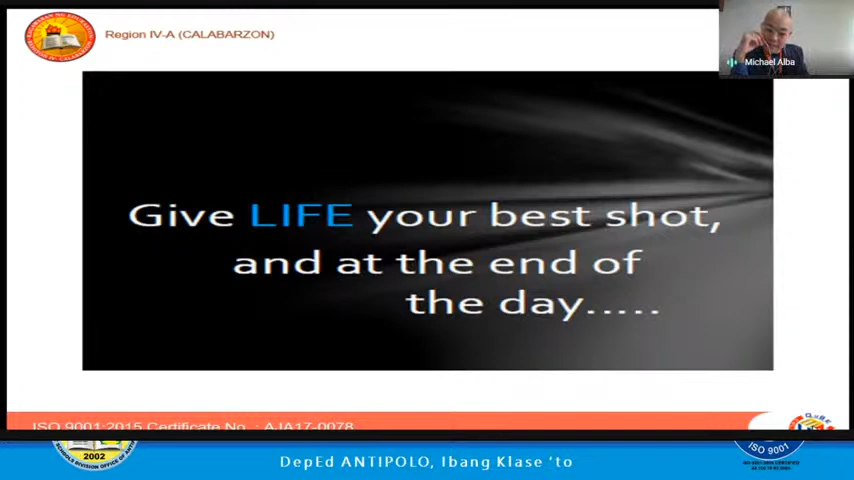 Region IV-A (CALABARZON)
Michael Alba
Give LIFE your best shot,
and at the end of
the day.....
ISO 9001:2015 Certificate No. : AJA17-0078
2002
DepEd ANTIPOLO, Ibang Klase 'to
ISO 9001